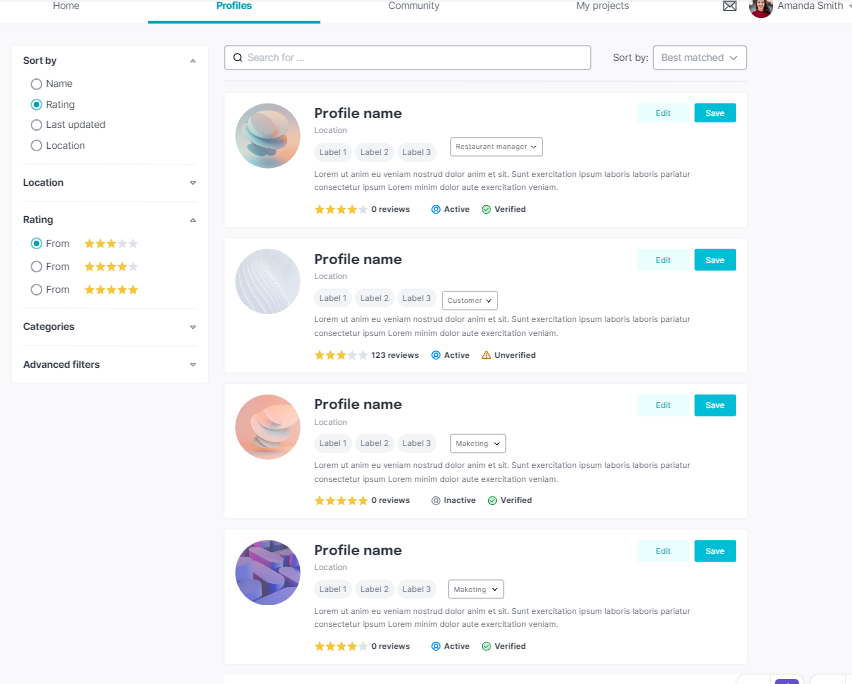 Home Profiles Community My projects Amanda Smith
Sort by
Name
Rating
Last updated
Location
Location
Rating
From
From
From
Categories
Advanced filters
Search for ...
Sort by: Best matched
Profile name
Edit Save
Location
Label 1 Label 2 Label 3 Restaurant manager
Lorem ut anim eu veniam nostrud dolor anim et sit. Sunt exercitation ipsum laboris laboris pariatur
consectetur ipsum Lorem minim dolor aute exercitation veniam.
0 reviews Active Verified
Profile name
Edit Save
Location
Label 1 Label 2 Label 3 Customer
Lorem ut anim eu veniam nostrud dolor anim et sit. Sunt exercitation ipsum laboris laboris pariatur
consectetur ipsum Lorem minim dolor aute exercitation veniam.
123 reviews Active Unverified
Profile name
Edit Save
Location
Label 1 Label 2 Label 3 Maketing
Lorem ut anim eu veniam nostrud dolor anim et sit. Sunt exercitation ipsum laboris laboris pariatur
consectetur ipsum Lorem minim dolor aute exercitation veniam.
0 reviews Inactive Verified
Profile name
Edit Save
Location
Label 1 Label 2 Label 3 Maketing
Lorem ut anim eu veniam nostrud dolor anim et sit. Sunt exercitation ipsum laboris laboris pariatur
consectetur ipsum Lorem minim dolor aute exercitation veniam.
0 reviews Active Verified